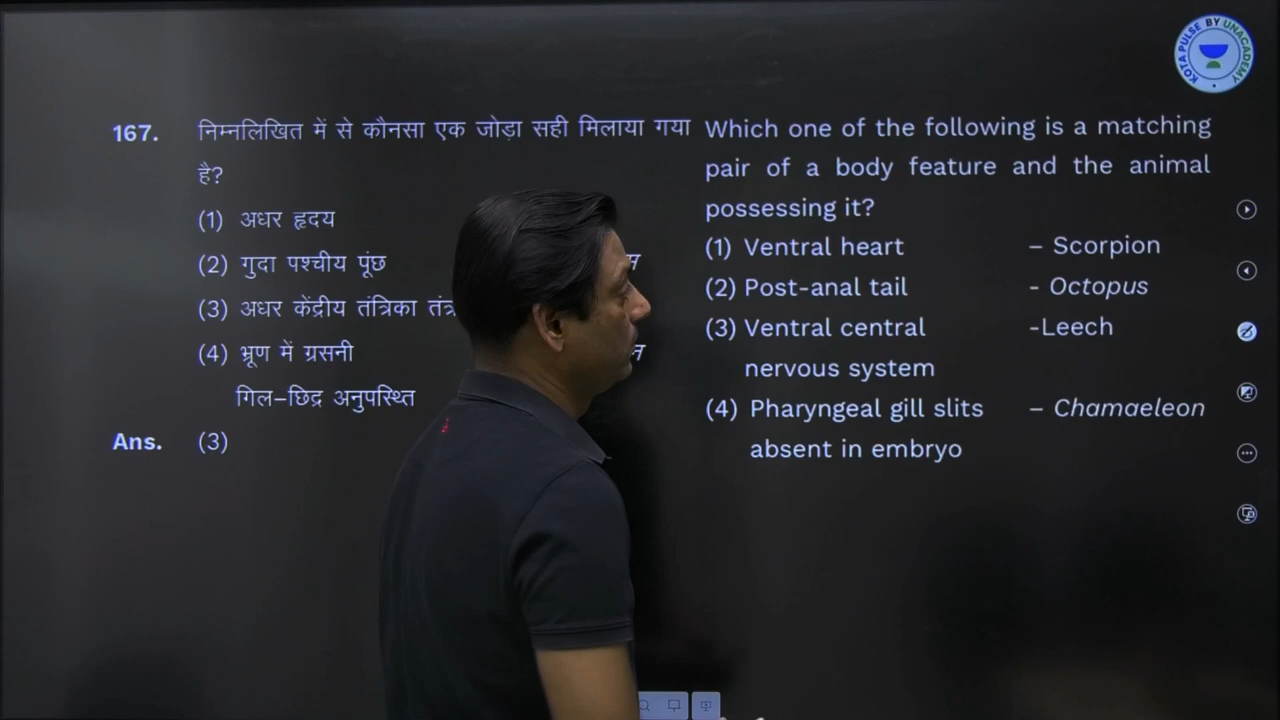 KOTA PULSE BY UNACADEMY
167. निम्नलिखित में से कौनसा एक जोड़ा सही मिलाया गया
है?
(1) अधर हृदय
(2) गुदा पश्चीय पूंछ
(3) अधर केंद्रीय तंत्रिका
(4) भ्रूण में ग्रसनी
गिल-छिद्र अनुपस्थिति
Ans. (3)
Which one of the following is a matching
pair of a body feature and the animal
possessing it?
(1) Ventral heart – Scorpion
(2) Post-anal tail - Octopus
(3) Ventral central -Leech
nervous system
(4) Pharyngeal gill slits – Chamaeleon
absent in embryo